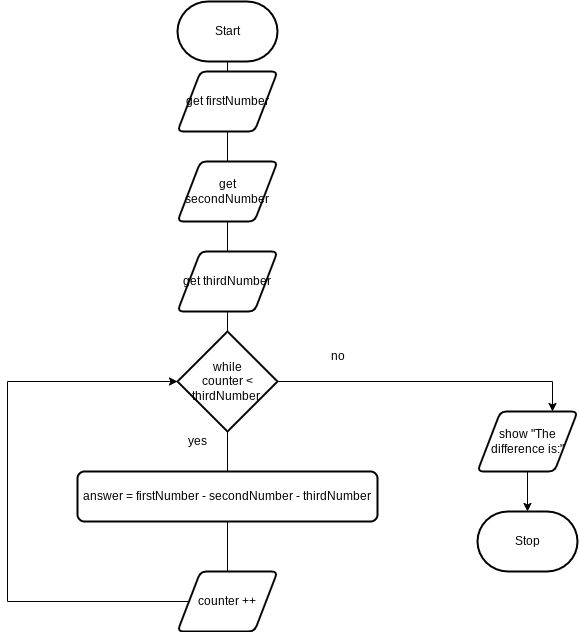 Start
get firstNumber
get
secondNumber
get thirdNumber
while
counter <
thirdNumber
no
yes
show "The
difference is:"
answer = firstNumber - secondNumber - thirdNumber
Stop
counter ++